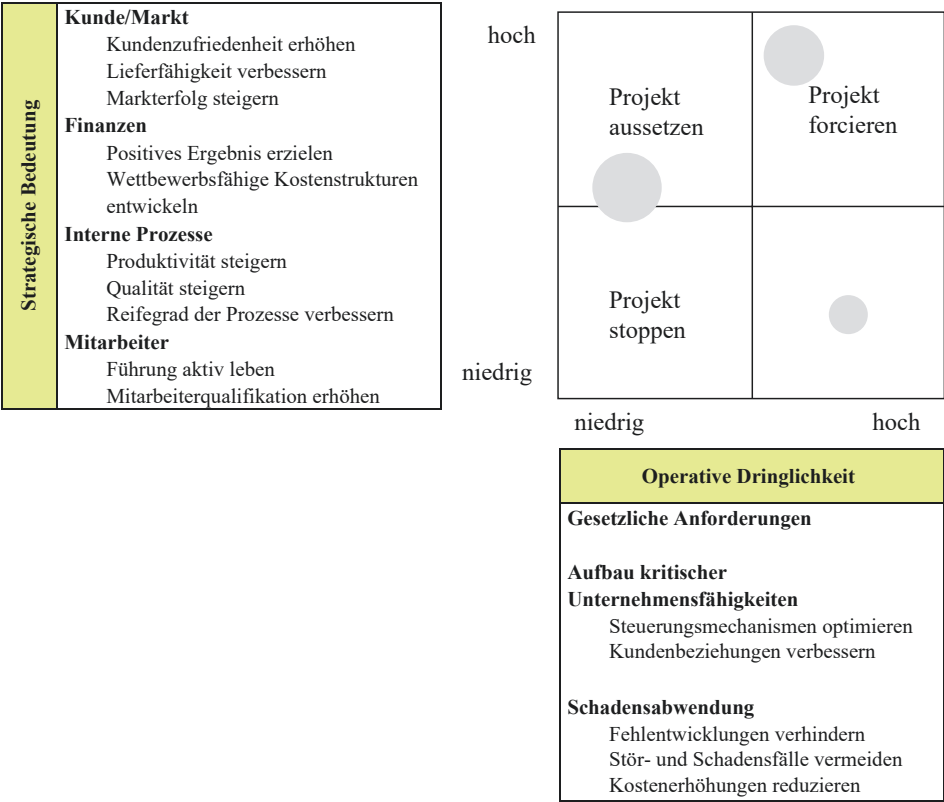 Strategische Bedeutung
Kunde/Markt
Kundenzufriedenheit erhöhen
Lieferfähigkeit verbessern
Markterfolg steigern
Finanzen
Positives Ergebnis erzielen
Wettbewerbsfähige Kostenstrukturen
entwickeln
Interne Prozesse
Produktivität steigern
Qualität steigern
Reifegrad der Prozesse verbessern
Mitarbeiter
Führung aktiv leben
Mitarbeiterqualifikation erhöhen
hoch
Projekt
aussetzen
Projekt
forcieren
Projekt
stoppen
niedrig
niedrig
hoch
Operative Dringlichkeit
Gesetzliche Anforderungen
Aufbau kritischer
Unternehmensfähigkeiten
Steuerungsmechanismen optimieren
Kundenbeziehungen verbessern
Schadensabwendung
Fehlentwicklungen verhindern
Stör- und Schadensfälle vermeiden
Kostenerhöhungen reduzieren